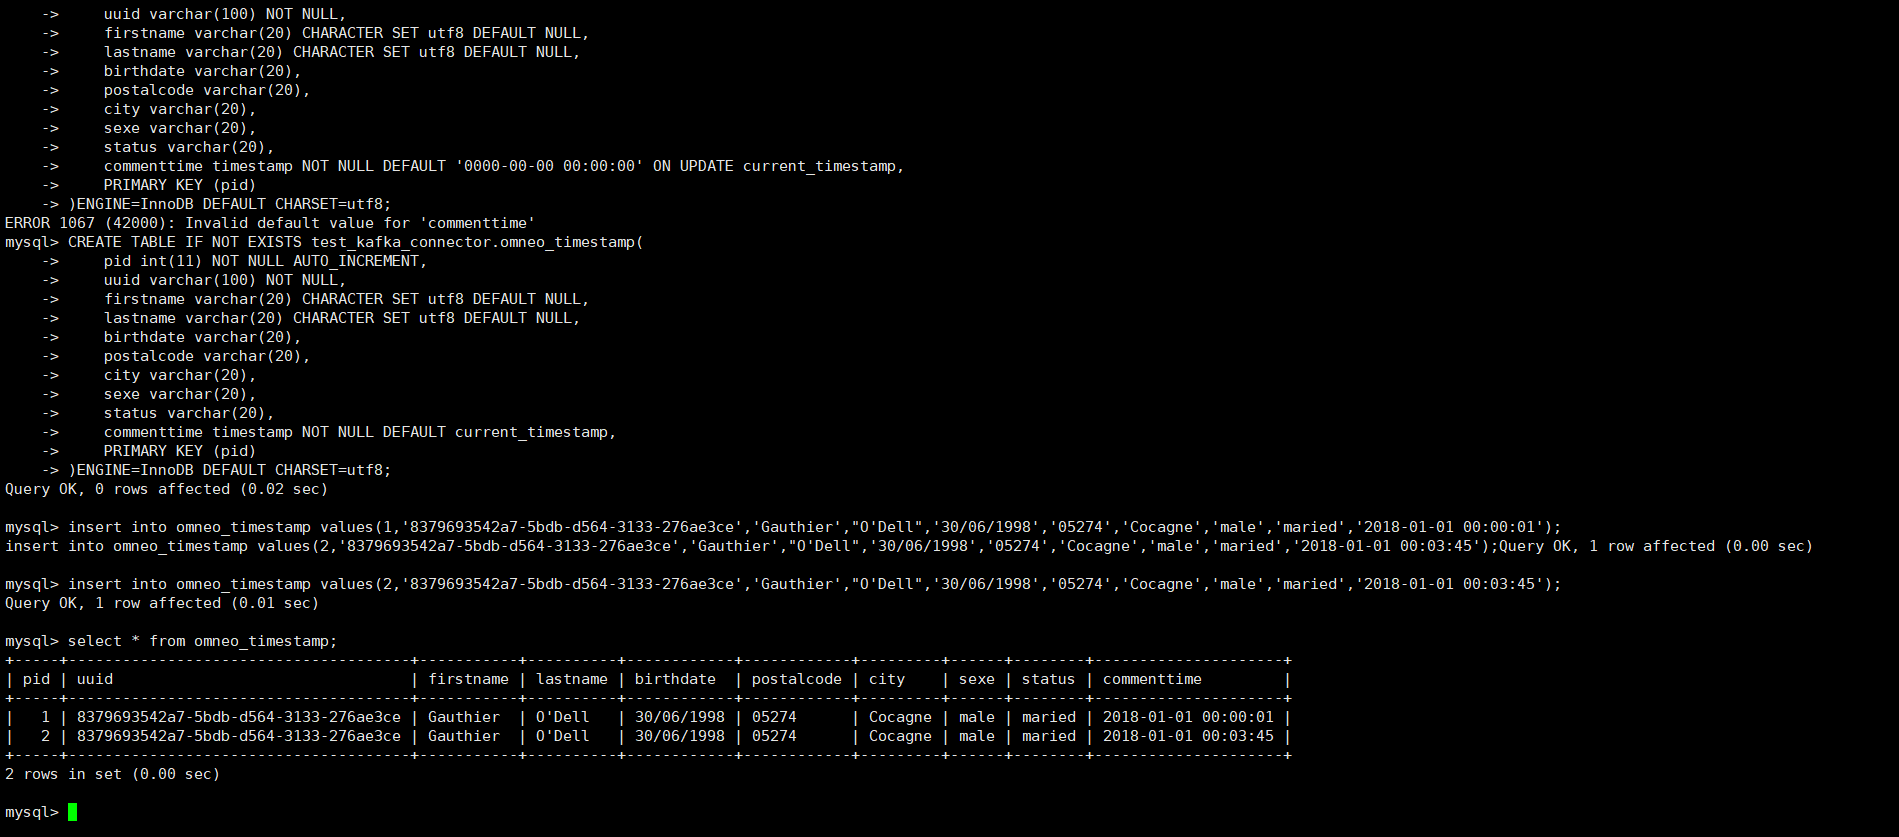 ->     uuid varchar(100) NOT NULL,
    ->     firstname varchar(20) CHARACTER SET utf8 DEFAULT NULL,
    ->     lastname varchar(20) CHARACTER SET utf8 DEFAULT NULL,
    ->     birthdate varchar(20),
    ->     postalcode varchar(20),
    ->     city varchar(20),
    ->     sexe varchar(20),
    ->     status varchar(20),
    ->     commenttime timestamp NOT NULL DEFAULT '0000-00-00 00:00:00' ON UPDATE current_timestamp,
    ->     PRIMARY KEY (pid)
    -> )ENGINE=InnoDB DEFAULT CHARSET=utf8;
ERROR 1067 (42000): Invalid default value for 'commenttime'
mysql> CREATE TABLE IF NOT EXISTS test_kafka_connector.omneo_timestamp(
    ->     pid int(11) NOT NULL AUTO_INCREMENT,
    ->     uuid varchar(100) NOT NULL,
    ->     firstname varchar(20) CHARACTER SET utf8 DEFAULT NULL,
    ->     lastname varchar(20) CHARACTER SET utf8 DEFAULT NULL,
    ->     birthdate varchar(20),
    ->     postalcode varchar(20),
    ->     city varchar(20),
    ->     sexe varchar(20),
    ->     status varchar(20),
    ->     commenttime timestamp NOT NULL DEFAULT current_timestamp,
    ->     PRIMARY KEY (pid)
    -> )ENGINE=InnoDB DEFAULT CHARSET=utf8;
Query OK, 0 rows affected (0.02 sec)

mysql> insert into omneo_timestamp values(1,'8379693542a7-5bdb-d564-3133-276ae3ce','Gauthier',"O'Dell",'30/06/1998','05274','Cocagne','male','maried','2018-01-01 00:00:01');
insert into omneo_timestamp values(2,'8379693542a7-5bdb-d564-3133-276ae3ce','Gauthier',"O'Dell",'30/06/1998','05274','Cocagne','male','maried','2018-01-01 00:03:45');Query OK, 1 row affected (0.00 sec)

mysql> insert into omneo_timestamp values(2,'8379693542a7-5bdb-d564-3133-276ae3ce','Gauthier',"O'Dell",'30/06/1998','05274','Cocagne','male','maried','2018-01-01 00:03:45');
Query OK, 1 row affected (0.01 sec)

mysql> select * from omneo_timestamp;
+-----+--------------------------------------+-----------+----------+------------+------------+---------+------+--------+---------------------+
| pid | uuid                                 | firstname | lastname | birthdate  | postalcode | city    | sexe | status | commenttime         |
+-----+--------------------------------------+-----------+----------+------------+------------+---------+------+--------+---------------------+
|   1 | 8379693542a7-5bdb-d564-3133-276ae3ce | Gauthier  | O'Dell   | 30/06/1998 | 05274      | Cocagne | male | maried | 2018-01-01 00:00:01 |
|   2 | 8379693542a7-5bdb-d564-3133-276ae3ce | Gauthier  | O'Dell   | 30/06/1998 | 05274      | Cocagne | male | maried | 2018-01-01 00:03:45 |
+-----+--------------------------------------+-----------+----------+------------+------------+---------+------+--------+---------------------+
2 rows in set (0.00 sec)

mysql>